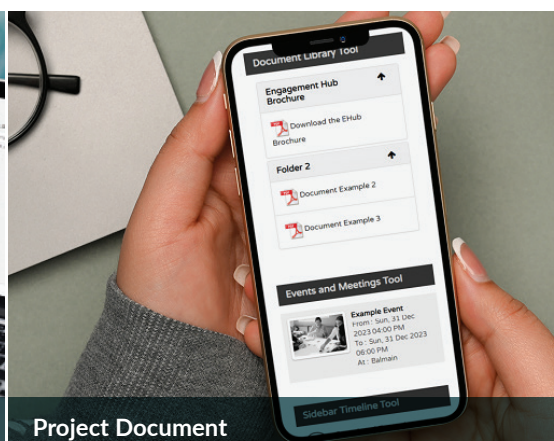 Document Library Tool
Engagement Hub
Brochure
Download the EHub
Brochure
Folder 2
Document Example 2
Document Example 3
Events and Meetings Tool
Example Event
From : Sun, 31 Dec
2023 04:00 PM
To : Sun, 31 Dec 2023
08:00 PM
At : Balmain
Sidebar Timeline Tool
Project Document